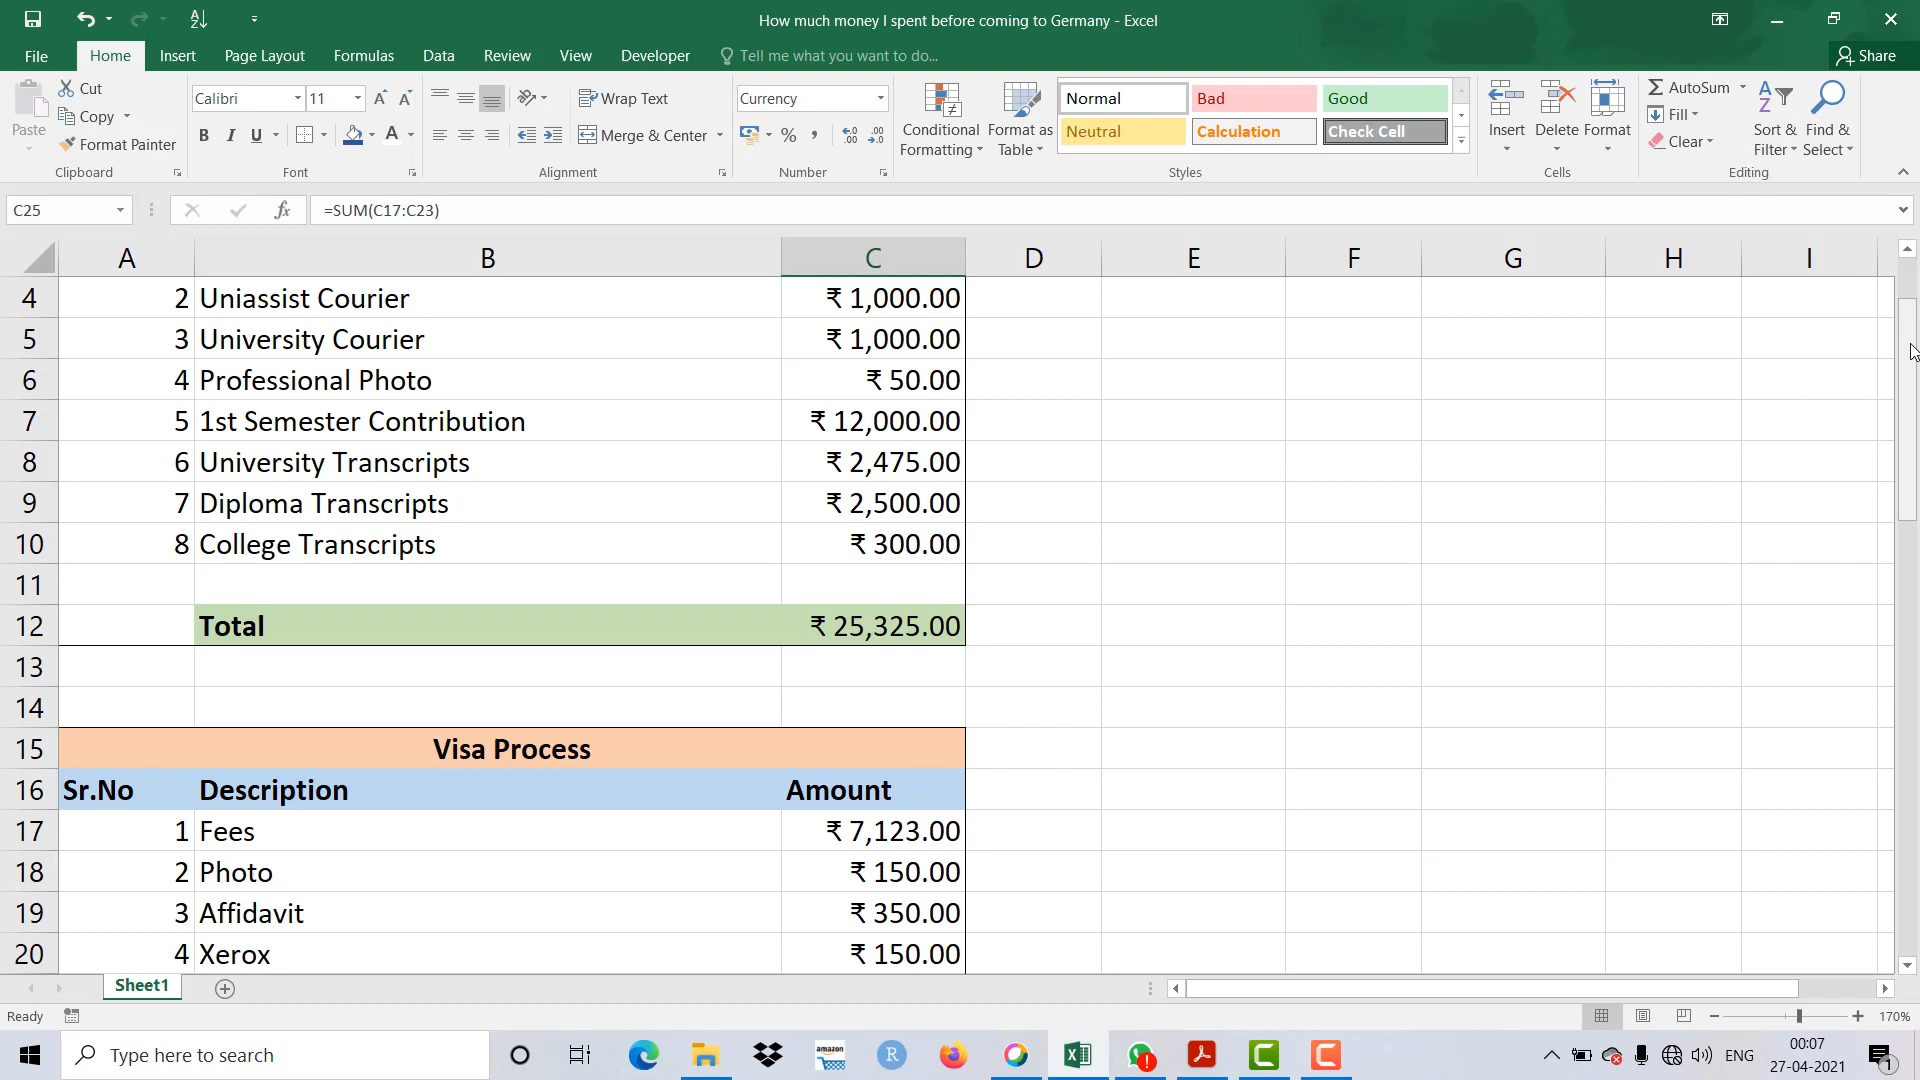 How much money I spent before coming to Germany - Excel
File Home Insert Page Layout Formulas Data Review View Developer Tell me what you want to do... Share
Paste
Cut
Copy
Format Painter
Clipboard
Calibri 11
B I U
Font
Wrap Text
Merge & Center
Alignment
Currency
Number
Conditional Formatting
Format as Table
Normal Bad Good
Neutral Calculation Check Cell
Styles
Insert Delete Format
Cells
AutoSum
Fill
Clear
Sort & Filter
Find & Select
Editing
C25 fx =SUM(C17:C23)
A B C D E F G H I
4 2 Uniassist Courier ₹ 1,000.00
5 3 University Courier ₹ 1,000.00
6 4 Professional Photo ₹ 50.00
7 5 1st Semester Contribution ₹ 12,000.00
8 6 University Transcripts ₹ 2,475.00
9 7 Diploma Transcripts ₹ 2,500.00
10 8 College Transcripts ₹ 300.00
11
12 Total ₹ 25,325.00
13
14
15 Visa Process
16 Sr.No Description Amount
17 1 Fees ₹ 7,123.00
18 2 Photo ₹ 150.00
19 3 Affidavit ₹ 350.00
20 4 Xerox ₹ 150.00
Sheet1
Ready 170%
Type here to search
amazon
R
ENG
00:07
27-04-2021
1